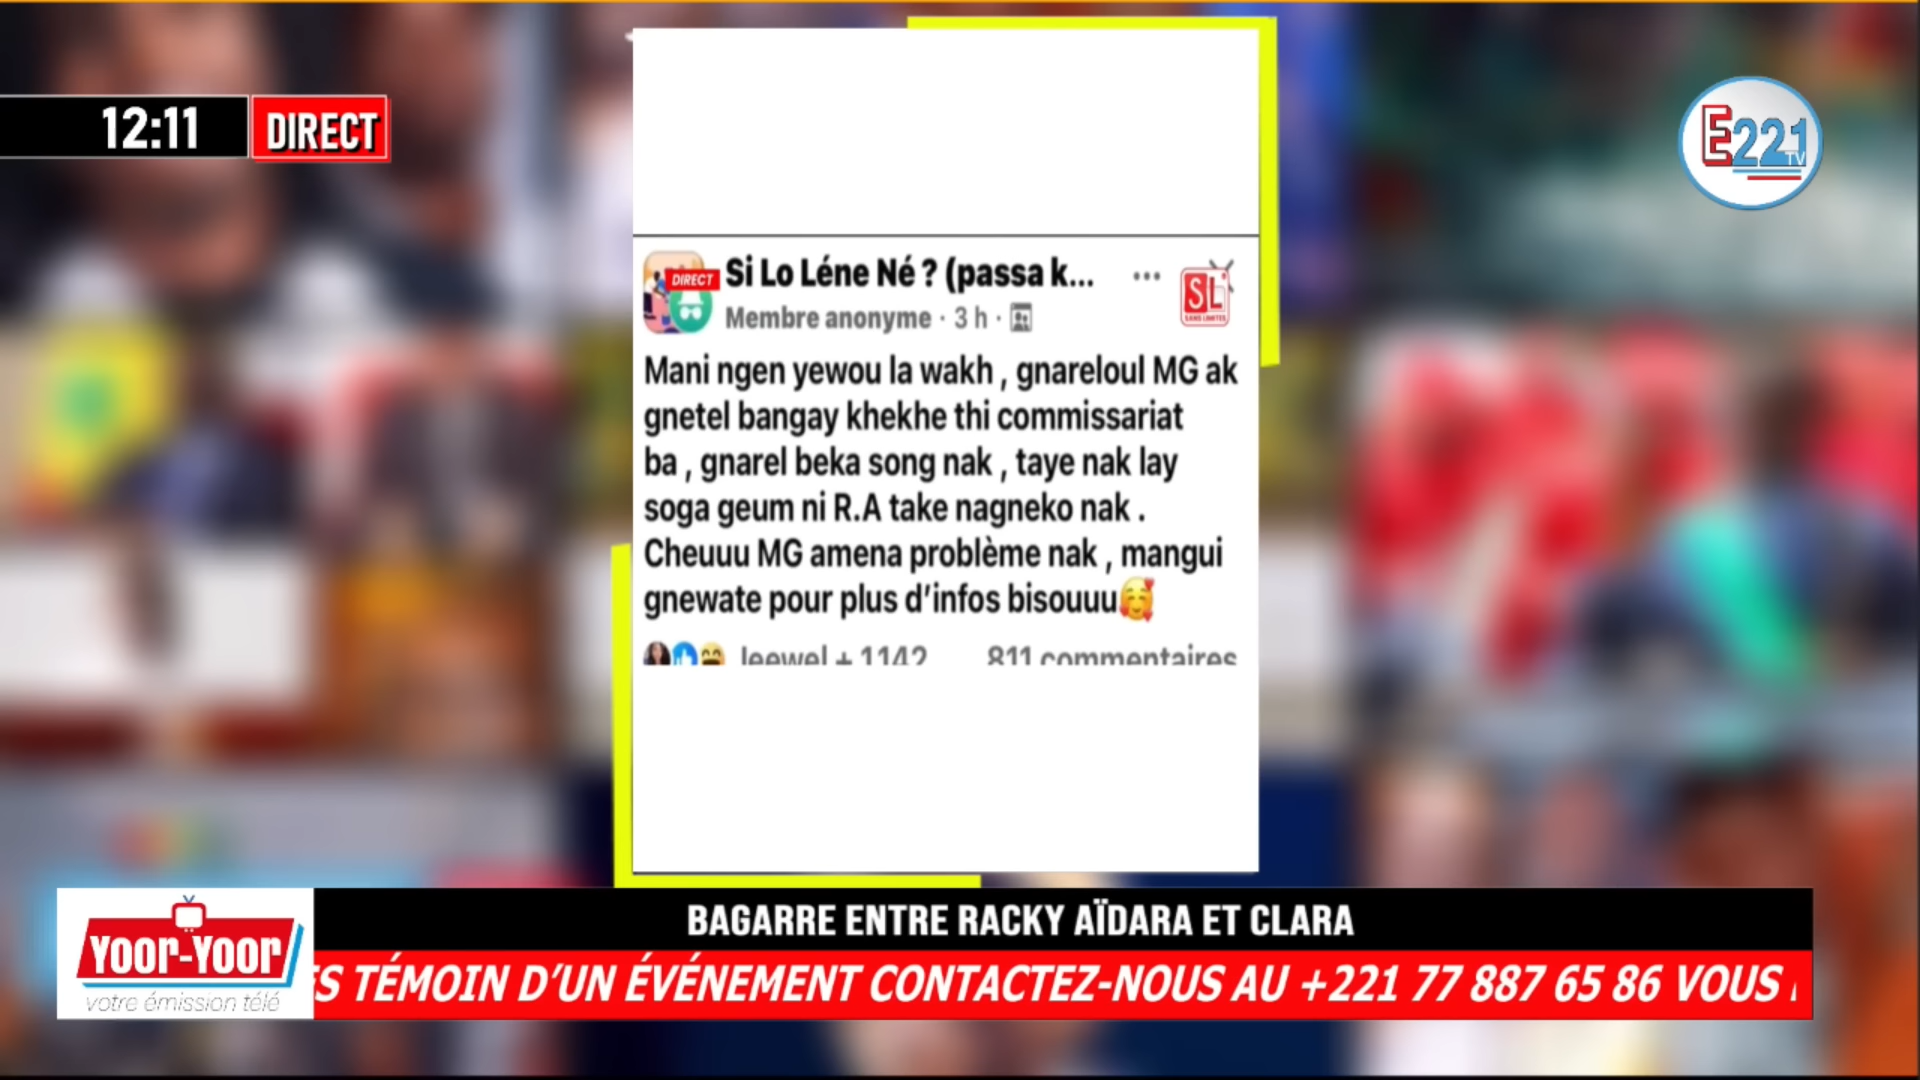 12:11
DIRECT
E221
TV
DIRECT
Si Lo Léne Né ? (passa k...
SL
SANS LIMITES
Membre anonyme · 3 h ·
Mani ngen yewou la wakh , gnareloul MG ak
gnetel bangay khekhe thi commissariat
ba , gnarel beka song nak , taye nak lay
soga geum ni R.A take nagneko nak .
Cheuuu MG amena problème nak , mangui
gnewate pour plus d'infos bisouuu🥰
Jeewel + 1142 811 commentaires
BAGARRE ENTRE RACKY AÏDARA ET CLARA
Yoor-Yoor
votre émission télé
S TÉMOIN D'UN ÉVÉNEMENT CONTACTEZ-NOUS AU +221 77 887 65 86 VOUS